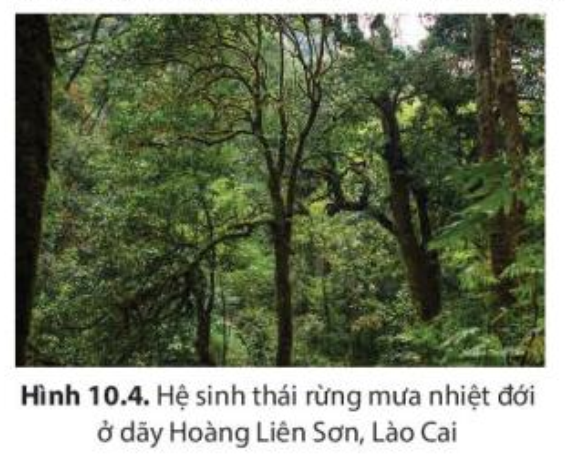 Hình 10.4. Hệ sinh thái rừng mưa nhiệt đới
ở dãy Hoàng Liên Sơn, Lào Cai